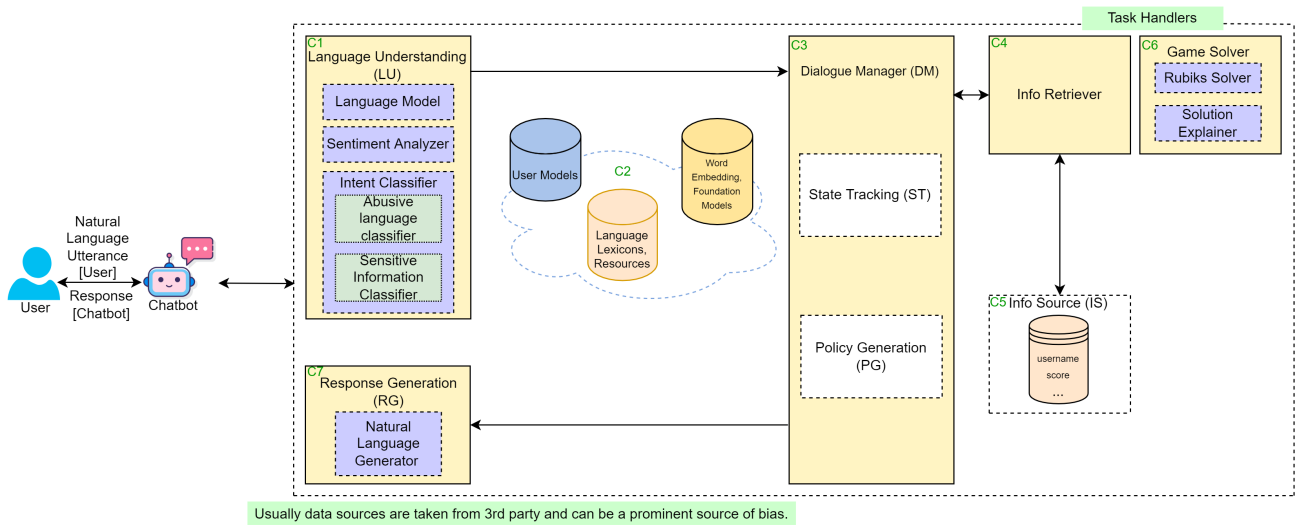 Task Handlers
C1
Language Understanding
(LU)
Language Model
Sentiment Analyzer
Intent Classifier
Abusive
language
classifier
Sensitive
Information
Classifier
C2
User Models
Language
Lexicons,
Resources
Word
Embedding,
Foundation
Models
C3
Dialogue Manager (DM)
State Tracking (ST)
Policy Generation
(PG)
C4
Info Retriever
C6
Game Solver
Rubiks Solver
Solution
Explainer
C5
Info Source (IS)
username
score
...
Natural
Language
Utterance
[User]
Response
[Chatbot]
User
Chatbot
C7
Response Generation
(RG)
Natural
Language
Generator
Usually data sources are taken from 3rd party and can be a prominent source of bias.